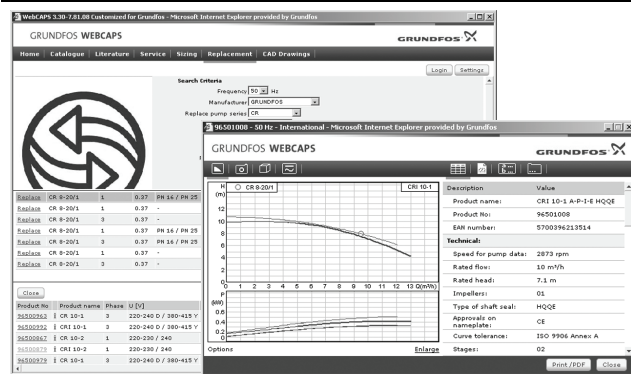 WebCAPS 3.30-7.81.08 Customized for Grundfos - Microsoft Internet Explorer provided by Grundfos
GRUNDFOS WEBCAPS
GRUNDFOS
Home Catalogue Literature Service Sizing Replacement CAD Drawings
Login Settings
Search Criteria
Frequency 50 Hz
Manufacturer GRUNDFOS
Replace pump series CR
Replace CR 8-20/1 1 0.37 PN 16 / PN 25
Replace CR 8-20/1 1 0.37 -
Replace CR 8-20/1 3 0.37 PN 16 / PN 25
Replace CR 8-20/1 3 0.37 -
Replace CR 8-20/1 1 0.37 PN 16 / PN 25
Replace CR 8-20/1 1 0.37 -
Replace CR 8-20/1 3 0.37 PN 16 / PN 25
Replace CR 8-20/1 3 0.37 -
Close
Product No Product name Phase U [V]
96500963 CR 10-1 3 220-240 D / 380-415 Y
96500992 CRI 10-1 3 220-240 D / 380-415 Y
96500867 CR 10-2 1 220-230 / 240
96500879 CRI 10-2 1 220-230 / 240
96500979 CR 10-1 3 220-240 D / 380-415 Y
96501008 - 50 Hz - International - Microsoft Internet Explorer provided by Grundfos
GRUNDFOS WEBCAPS
GRUNDFOS
H
(m)
CR 8-20/1
CRI 10-1
12
10
8
6
4
2
0
0 1 2 3 4 5 6 7 8 9 10 11 12 13 Q(m³/h)
P
(kW)
0.6
0.4
0.2
0
Options
Enlarge
Description Value
Product name: CRI 10-1 A-P-I-E HQQE
Product No: 96501008
EAN number: 5700396213514
Technical:
Speed for pump data: 2873 rpm
Rated flow: 10 m³/h
Rated head: 7.1 m
Impellers: 01
Type of shaft seal: HQQE
Approvals on nameplate: CE
Curve tolerance: ISO 9906 Annex A
Stages: 02
Print /PDF Close